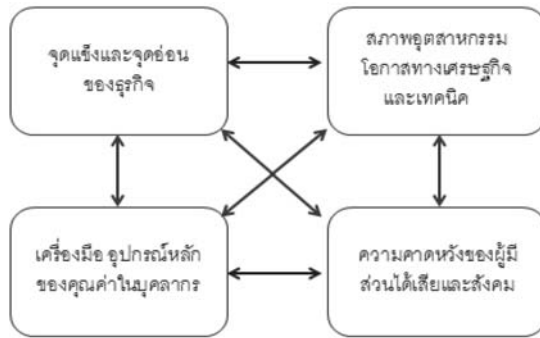 จุดแข็งและจุดอ่อน
ของธุรกิจ
สภาพอุตสาหกรรม
โอกาสทางเศรษฐกิจ
และเทคนิค
เครื่องมือ อุปกรณ์หลัก
ของคุณค่าในบุคลากร
ความคาดหวังของผู้มี
ส่วนได้เสียและสังคม